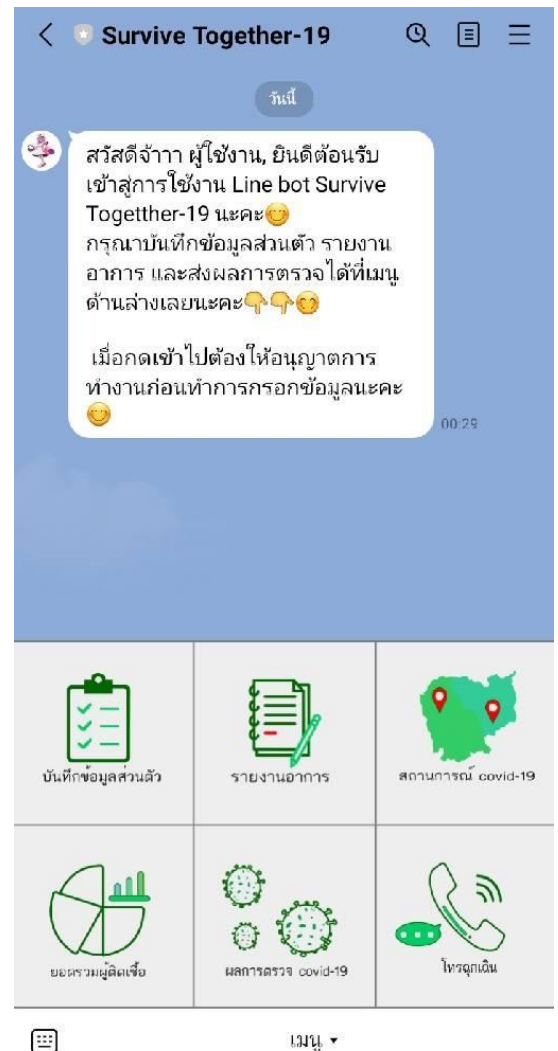 Survive Together-19
วันนี้
สวัสดีจ้าาา ผู้ใช้งาน, ยินดีต้อนรับ
เข้าสู่การใช้งาน Line bot Survive
Togetther-19 นะคะ😊
กรุณาบันทึกข้อมูลส่วนตัว รายงาน
อาการ และส่งผลการตรวจได้ที่เมนู
ด้านล่างเลยนะคะ👇👇😊
เมื่อกดเข้าไปต้องให้อนุญาตการ
ทำงานก่อนทำการกรอกข้อมูลนะคะ
😊
00:29
บันทึกข้อมูลส่วนตัว
รายงานอาการ
สถานการณ์ covid-19
ยอดรวมผู้ติดเชื้อ
ผลการตรวจ covid-19
โทรฉุกเฉิน
เมนู ▾